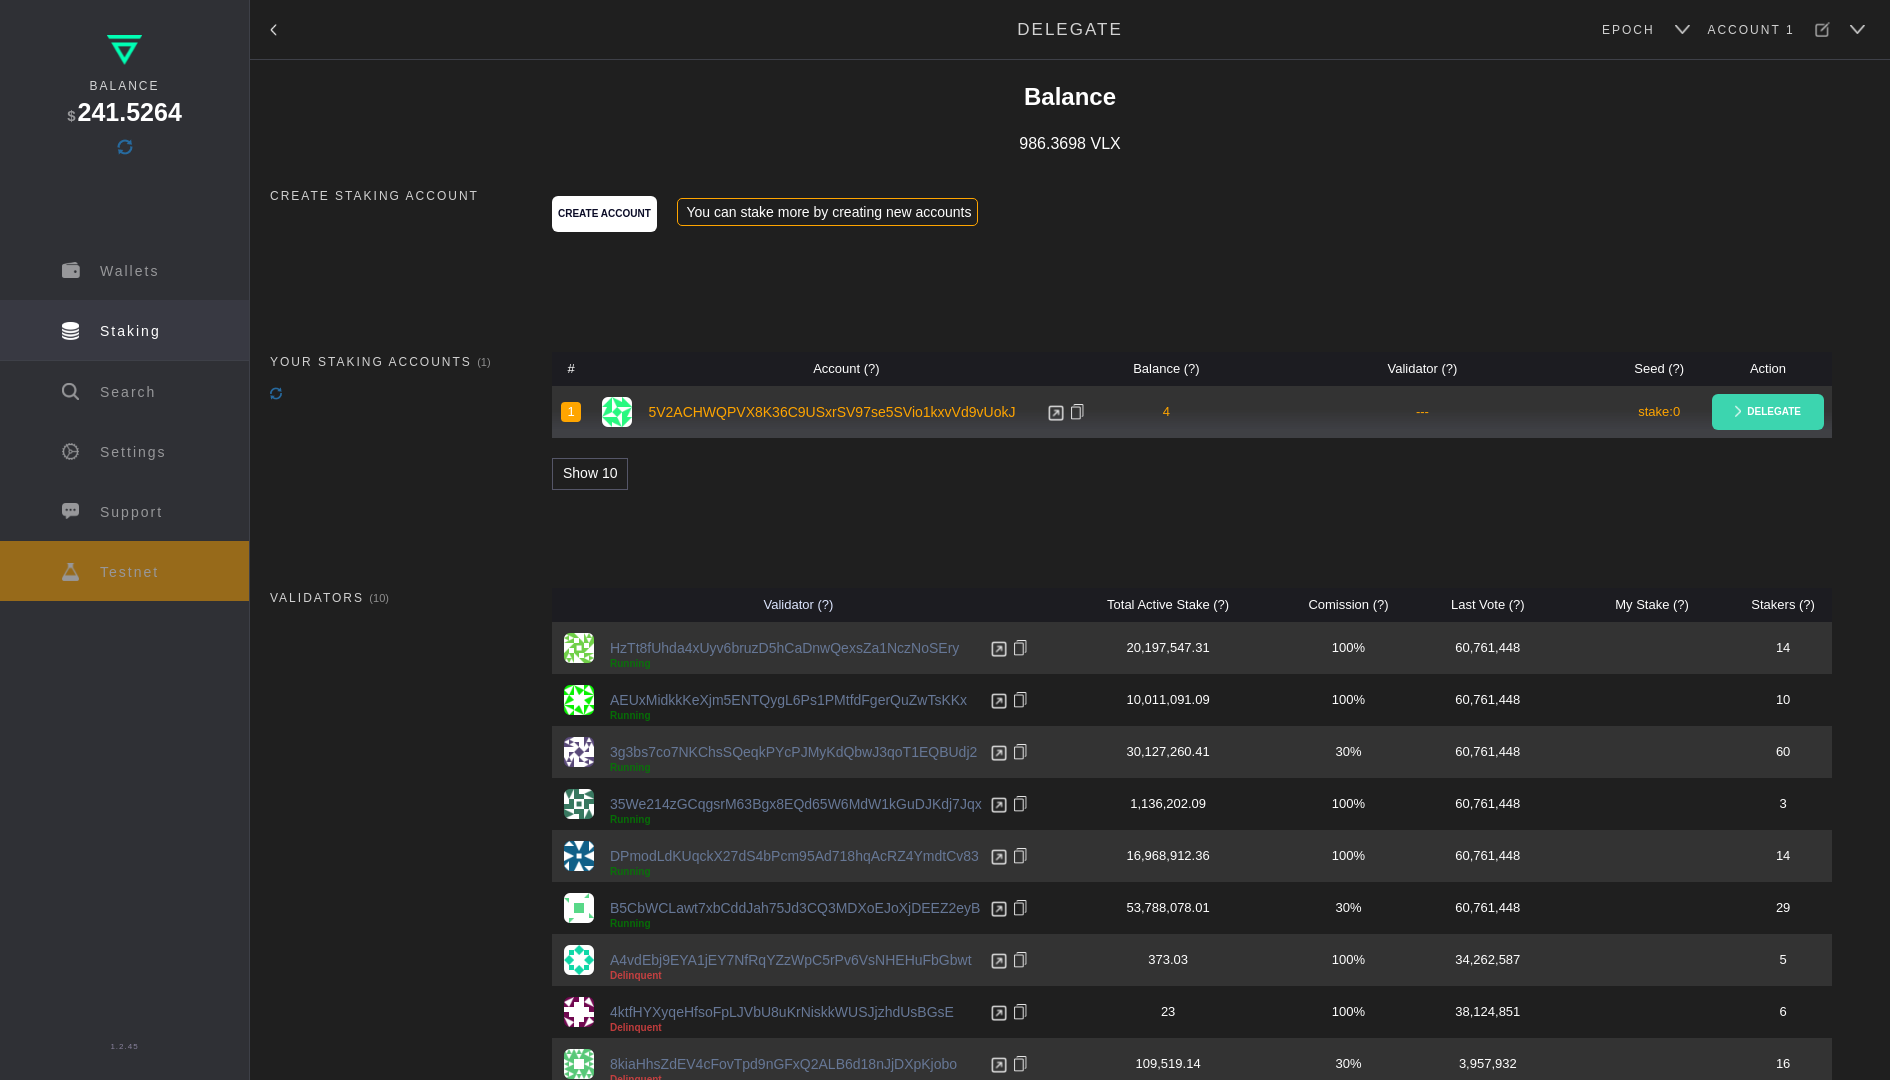 BALANCE
$241.5264
Wallets
Staking
Search
Settings
Support
Testnet
1.2.45
DELEGATE
EPOCH
ACCOUNT 1
Balance
986.3698 VLX
CREATE STAKING ACCOUNT
CREATE ACCOUNT
You can stake more by creating new accounts
YOUR STAKING ACCOUNTS (1)
# Account (?) Balance (?) Validator (?) Seed (?) Action
1 5V2ACHWQPVX8K36C9USxrSV97se5SVio1kxvVd9vUokJ 4 --- stake:0 DELEGATE
Show 10
VALIDATORS (10)
Validator (?) Total Active Stake (?) Comission (?) Last Vote (?) My Stake (?) Stakers (?)
HzTt8fUhda4xUyv6bruzD5hCaDnwQexsZa1NczNoSEry 20,197,547.31 100% 60,761,448 14
Running
AEUxMidkkKeXjm5ENTQygL6Ps1PMtfdFgerQuZwTsKKx 10,011,091.09 100% 60,761,448 10
Running
3g3bs7co7NKChsSQeqkPYcPJMyKdQbwJ3qoT1EQBUdj2 30,127,260.41 30% 60,761,448 60
Running
35We214zGCqgsrM63Bgx8EQd65W6MdW1kGuDJKdj7Jqx 1,136,202.09 100% 60,761,448 3
Running
DPmodLdKUqckX27dS4bPcm95Ad718hqAcRZ4YmdtCv83 16,968,912.36 100% 60,761,448 14
Running
B5CbWCLawt7xbCddJah75Jd3CQ3MDXoEJoXjDEEZ2eyB 53,788,078.01 30% 60,761,448 29
Running
A4vdEbj9EYA1jEY7NfRqYZzWpC5rPv6VsNHEHuFbGbwt 373.03 100% 34,262,587 5
Delinquent
4ktfHYXyqeHfsoFpLJVbU8uKrNiskkWUSJjzhdUsBGsE 23 100% 38,124,851 6
Delinquent
8kiaHhsZdEV4cFovTpd9nGFxQ2ALB6d18nJjDXpKjobo 109,519.14 30% 3,957,932 16
Delinquent